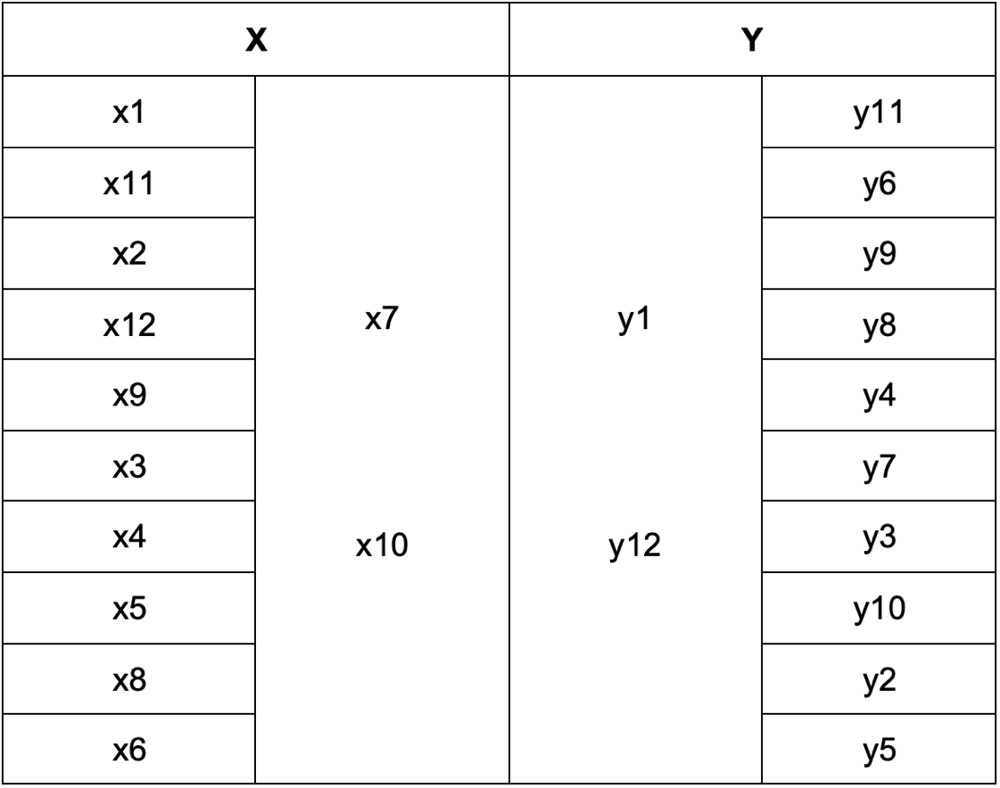 X Y
x1 y11
x11 y6
x2 y9
x7 y1
x12 y8
x9 y4
x3 y7
x4 y3
x10 y12
x5 y10
x8 y2
x6 y5